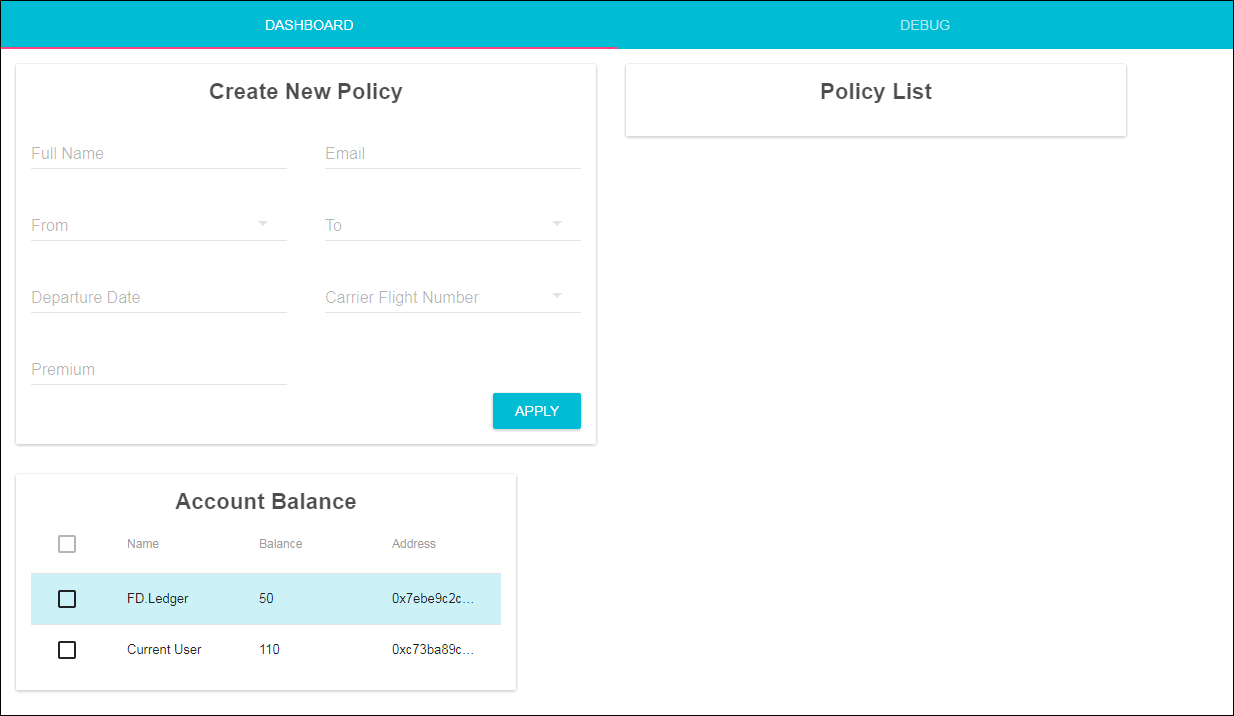 DASHBOARD
DEBUG
Create New Policy
Full Name
Email
From
To
Departure Date
Carrier Flight Number
Premium
APPLY
Policy List
Account Balance
Name Balance Address
FD.Ledger 50 0x7ebe9c2c...
Current User 110 0xc73ba89c...